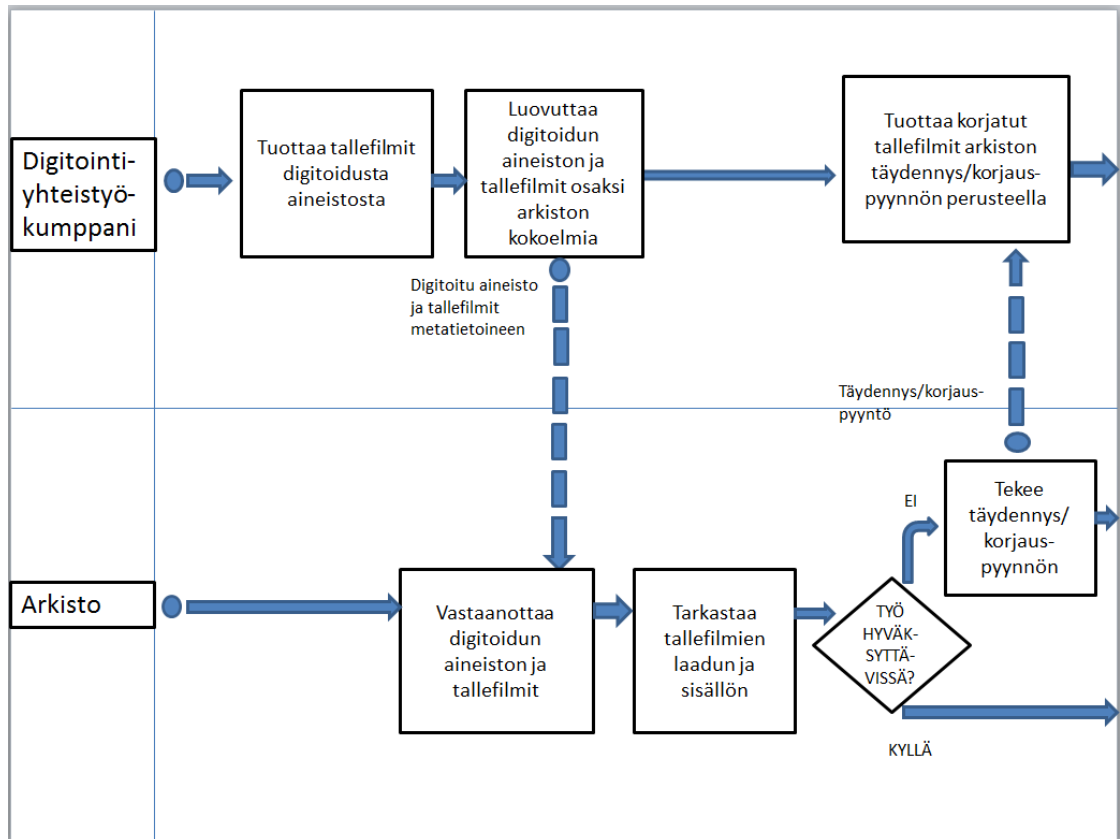 Digitointi-
yhteistyö-
kumppani
Tuottaa tallefilmit
digitoidusta
aineistosta
Luovuttaa
digitoidun
aineiston ja
tallefilmit osaksi
arkiston
kokoelmia
Tuottaa korjatut
tallefilmit arkiston
täydennys/korjaus-
pyynnön perusteella
Digitoitu aineisto
ja tallefilmit
metatietoineen
Täydennys/korjaus-
pyyntö
Arkisto
Vastaanottaa
digitoidun
aineiston ja
tallefilmit
Tarkastaa
tallefilmien
laadun ja
sisällön
TYÖ
HYVÄK-
SYTTÄ-
VISSÄ?
EI
Tekee
täydennys/
korjaus-
pyynnön
KYLLÄ